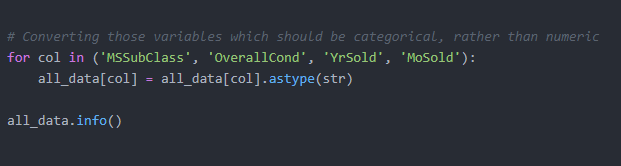 # Converting those variables which should be categorical, rather than numeric
for col in ('MSSubClass', 'OverallCond', 'YrSold', 'MoSold'):
    all_data[col] = all_data[col].astype(str)
all_data.info()